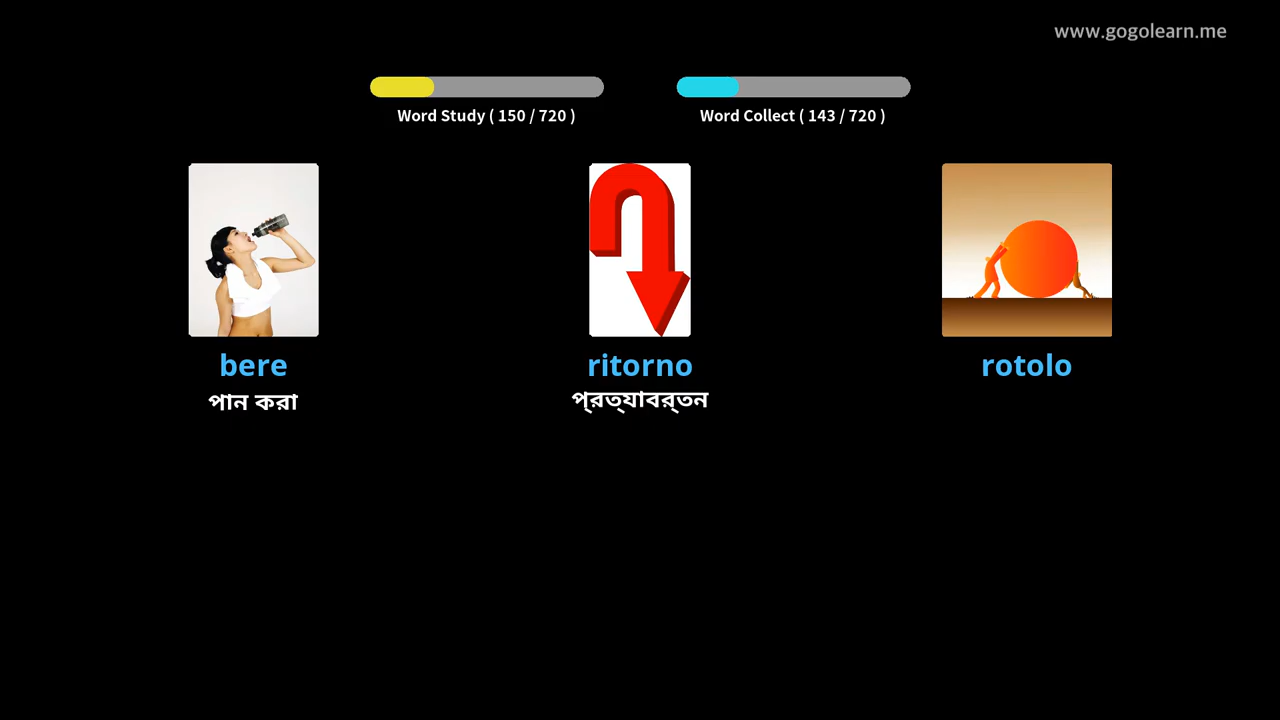 www.gogolearn.me
Word Study ( 150 / 720 )
Word Collect ( 143 / 720 )
bere
ritorno
rotolo
পান করা
প্রত্যাবর্তন